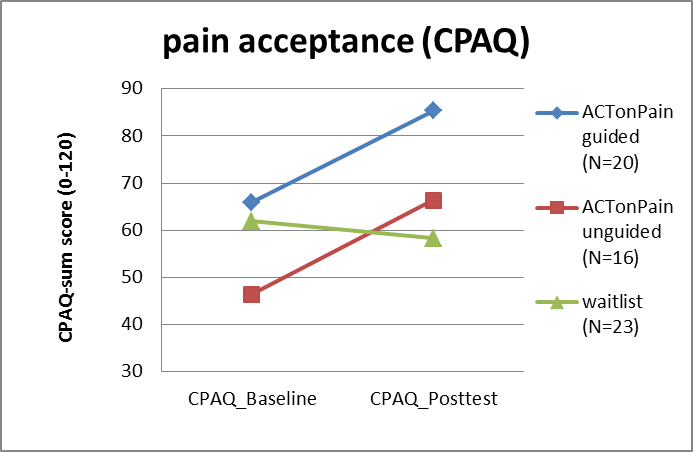 pain acceptance (CPAQ)
CPAQ-sum score (0-120)
90
80
70
60
50
40
30
CPAQ_Baseline
CPAQ_Posttest
ACTonPain
guided
(N=20)
ACTonPain
unguided
(N=16)
waitlist
(N=23)